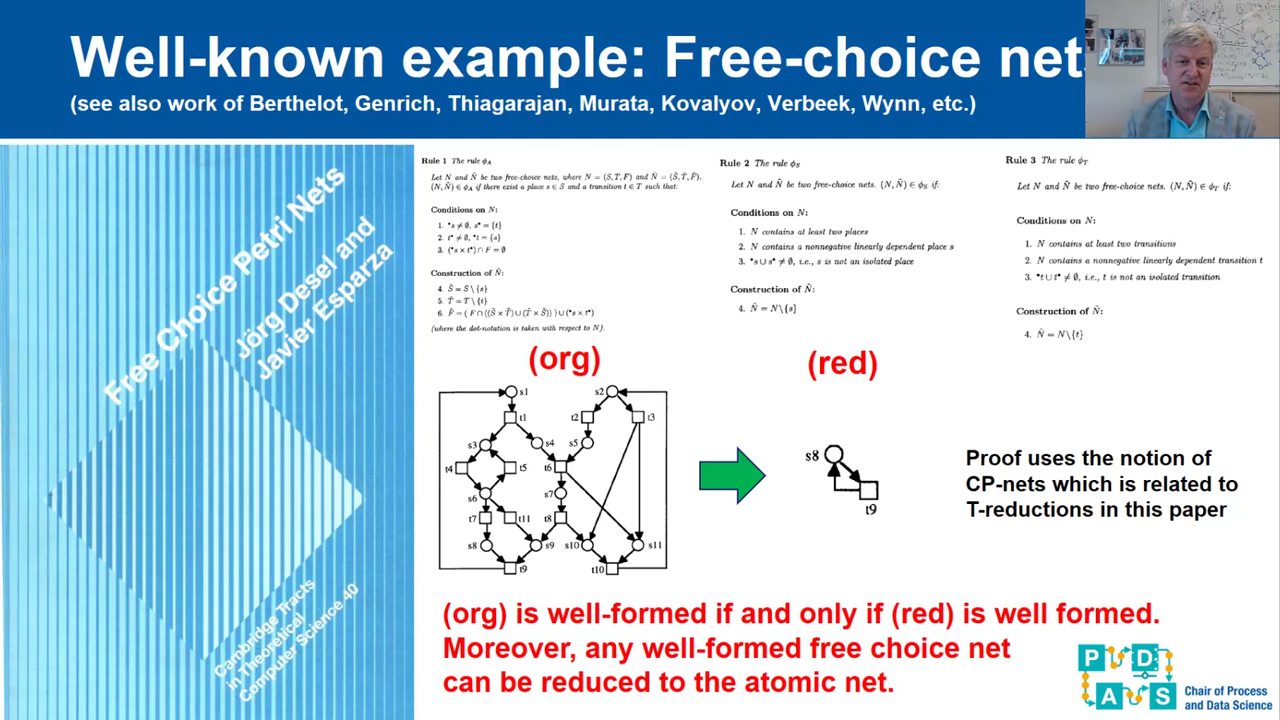 Well-known example: Free-choice net
(see also work of Berthelot, Genrich, Thiagarajan, Murata, Kovalyov, Verbeek, Wynn, etc.)
Free Choice Petri Nets
Jörg Desel and
Javier Esparza
Cambridge Tracts
in Theoretical
Computer Science 40
Rule 1 The rule ϕA
Let N and Ñ be two free-choice nets, where N = (S, T, F) and Ñ = (S̃, T̃, F̃).
(N, Ñ) ∈ ϕA if there exist a place s ∈ S and a transition t ∈ T such that:
Conditions on N:
1. •s ≠ ∅, s• = {t}
2. t• ≠ ∅, •t = {s}
3. (•s × t•) ∩ F = ∅
Construction of Ñ:
4. S̃ = S \ {s}
5. T̃ = T \ {t}
6. F̃ = ( F ∩ ((S̃ × T̃) ∪ (T̃ × S̃)) ) ∪ (•s × t•)
(where the dot-notation is taken with respect to N).
Rule 2 The rule ϕS
Let N and Ñ be two free-choice nets. (N, Ñ) ∈ ϕS if:
Conditions on N:
1. N contains at least two places
2. N contains a nonnegative linearly dependent place s
3. •s ∪ s• ≠ ∅, i.e., s is not an isolated place
Construction of Ñ:
4. Ñ = N\{s}
Rule 3 The rule ϕT
Let N and Ñ be two free-choice nets. (N, Ñ) ∈ ϕT if:
Conditions on N:
1. N contains at least two transitions
2. N contains a nonnegative linearly dependent transition t
3. •t ∪ t• ≠ ∅, i.e., t is not an isolated transition
Construction of Ñ:
4. Ñ = N\{t}
(org)
(red)
s1
s2
t1
t2
t3
s3
s4
s5
t4
t5
t6
s6
s7
t7
t11
t8
s8
s9
s10
s11
t9
t10
s8
t9
Proof uses the notion of
CP-nets which is related to
T-reductions in this paper
(org) is well-formed if and only if (red) is well formed.
Moreover, any well-formed free choice net
can be reduced to the atomic net.
P D
A S
Chair of Process
and Data Science